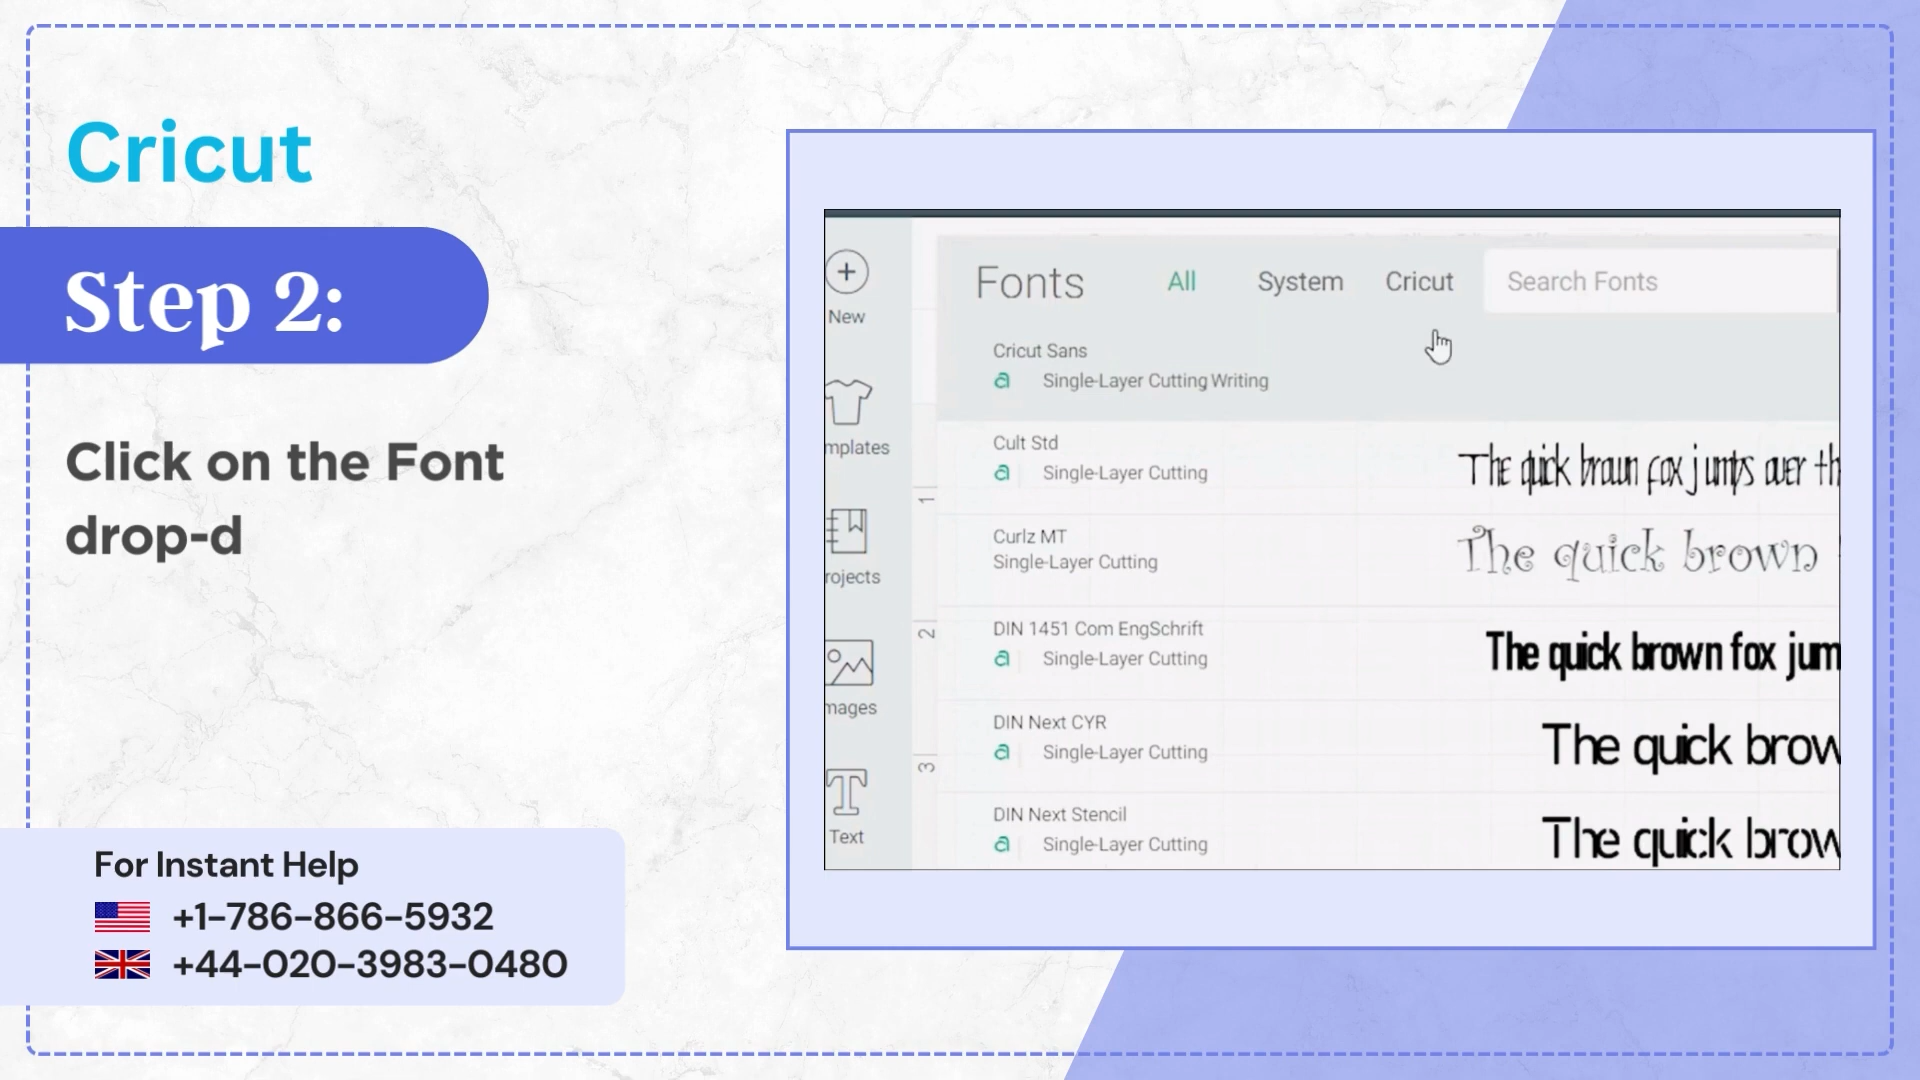 Cricut
Step 2:
Click on the Font
drop-d
For Instant Help
+1-786-866-5932
+44-020-3983-0480
New
mplates
rojects
mages
Text
1
2
3
Fonts All System Cricut Search Fonts
Cricut Sans
a Single-Layer Cutting Writing
Cult Std
a Single-Layer Cutting
The quick brown fox jumps over th
Curlz MT
Single-Layer Cutting
The quick brown
DIN 1451 Com EngSchrift
a Single-Layer Cutting
The quick brown fox jum
DIN Next CYR
a Single-Layer Cutting
The quick brow
DIN Next Stencil
a Single-Layer Cutting
The quick brow